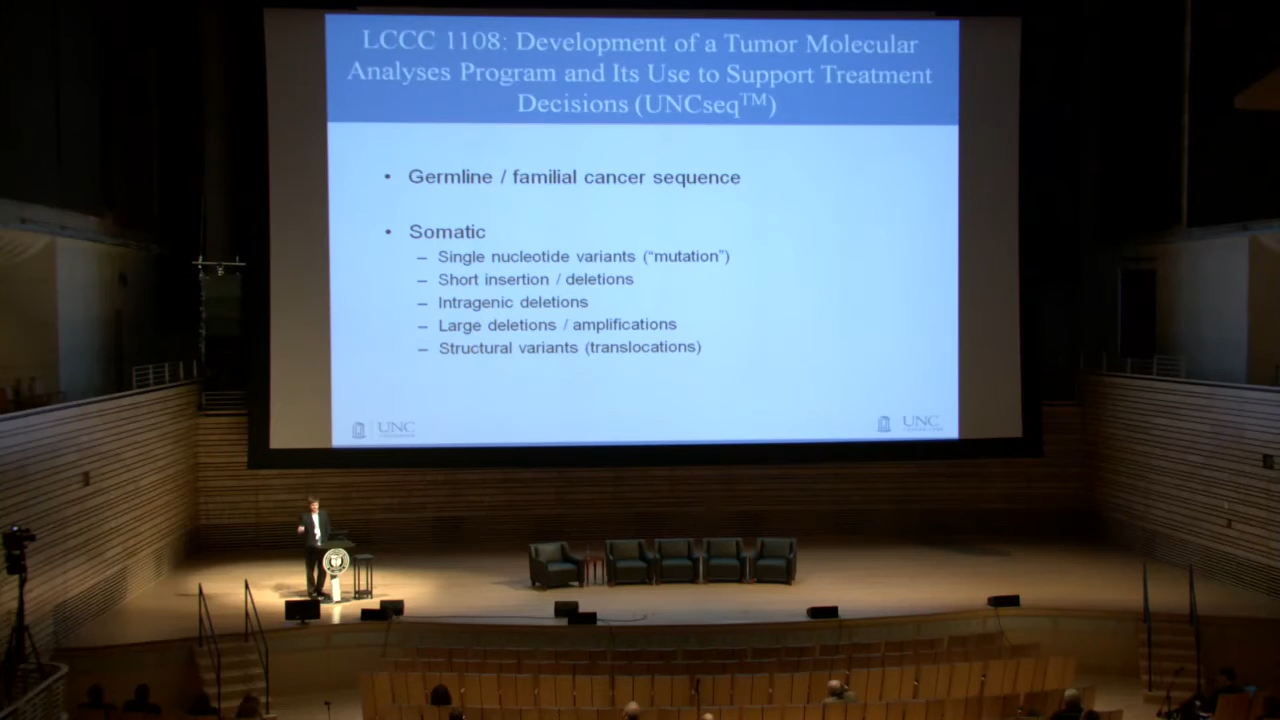 LCCC 1108: Development of a Tumor Molecular
Analyses Program and Its Use to Support Treatment
Decisions (UNCseq™)
• Germline / familial cancer sequence
• Somatic
– Single nucleotide variants (“mutation”)
– Short insertion / deletions
– Intragenic deletions
– Large deletions / amplifications
– Structural variants (translocations)
UNC
UNC